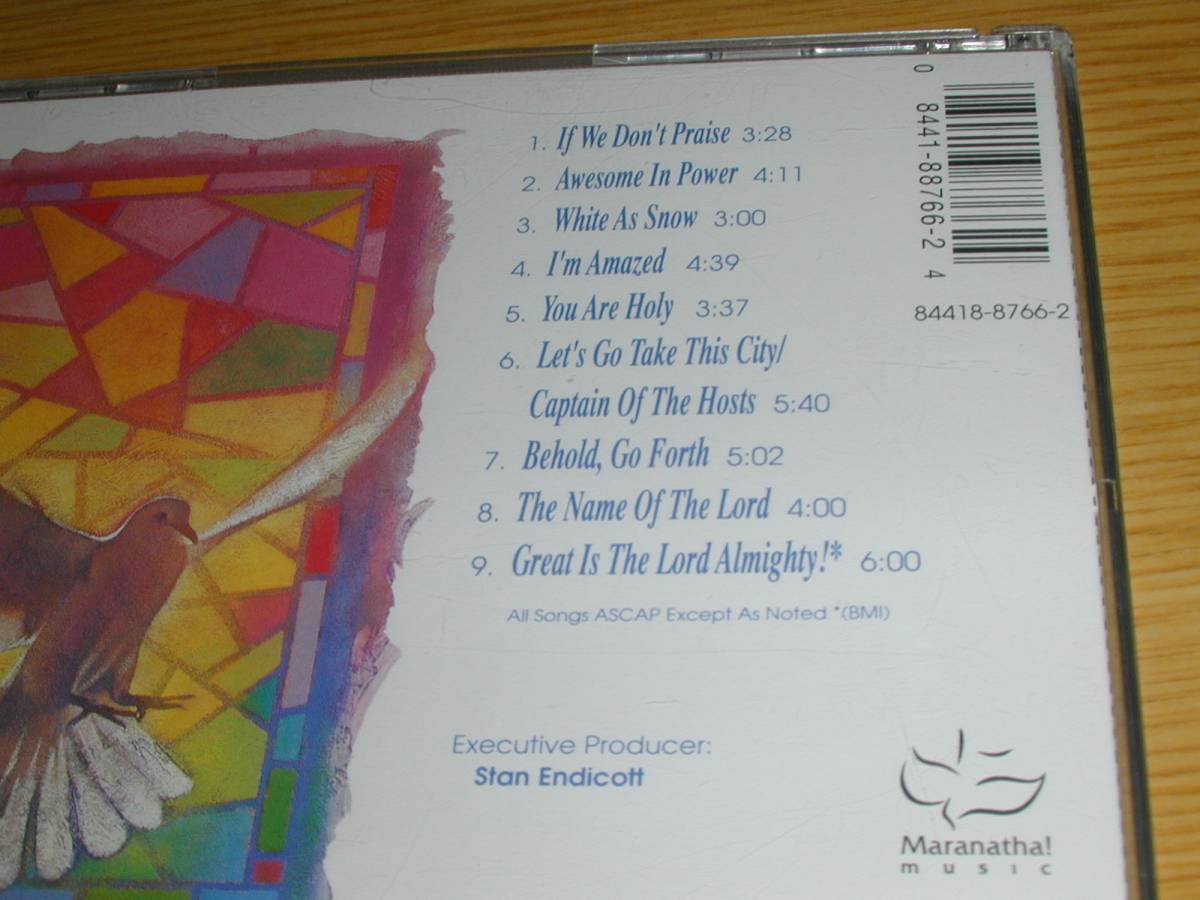 1. If We Don't Praise 3:28
2. Awesome In Power 4:11
3. White As Snow 3:00
4. I'm Amazed 4:39
5. You Are Holy 3:37
6. Let's Go Take This City/
Captain Of The Hosts 5:40
7. Behold, Go Forth 5:02
8. The Name Of The Lord 4:00
9. Great Is The Lord Almighty!* 6:00
All Songs ASCAP Except As Noted *(BMI)
Executive Producer:
Stan Endicott
0 8441-88766-2 4
84418-8766-2
Maranatha!
music